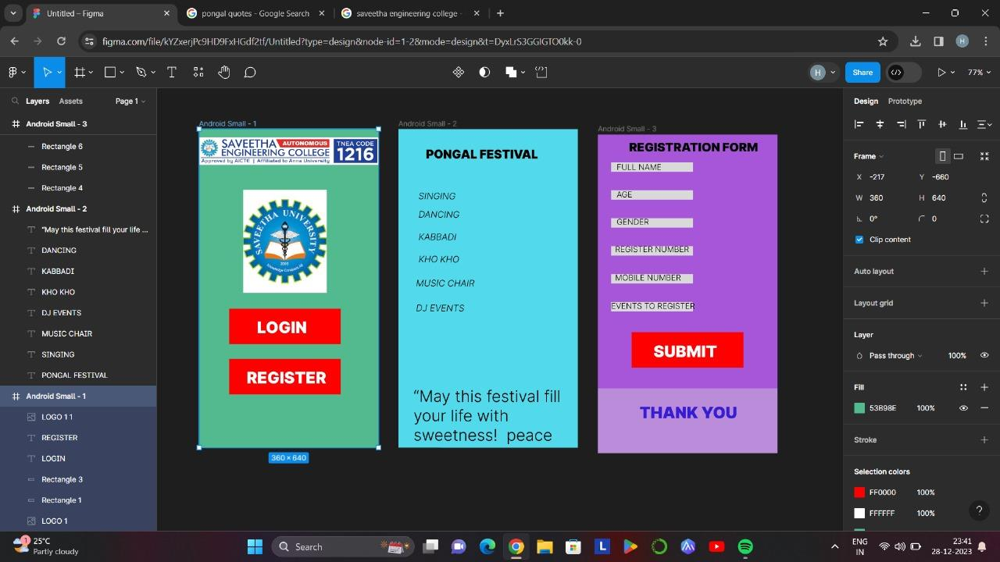 Untitled – Figma
pongal quotes - Google Search
saveetha engineering college -
figma.com/file/kYZxerjPc9HD9FxHGdf2tf/Untitled?type=design&node-id=1-2&mode=design&t=DyxLrS3GGIGTO0kk-0
H
H
Share
77%
Layers
Assets
Page 1
Android Small - 3
Rectangle 6
Rectangle 5
Rectangle 4
Android Small - 2
"May this festival fill your life ...
DANCING
KABBADI
KHO KHO
DJ EVENTS
MUSIC CHAIR
SINGING
PONGAL FESTIVAL
Android Small - 1
LOGO 1 1
REGISTER
LOGIN
Rectangle 3
Rectangle 1
LOGO 1
Android Small - 1
SAVEETHA AUTONOMOUS
ENGINEERING COLLEGE
Approved by AICTE | Affiliated to Anna University
TNEA CODE
1216
SAVEETHA UNIVERSITY
LOGIN
REGISTER
360 × 640
Android Small - 2
PONGAL FESTIVAL
SINGING
DANCING
KABBADI
KHO KHO
MUSIC CHAIR
DJ EVENTS
“May this festival fill
your life with
sweetness!  peace
Android Small - 3
REGISTRATION FORM
FULL NAME
AGE
GENDER
REGISTER NUMBER
MOBILE NUMBER
EVENTS TO REGISTER
SUBMIT
THANK YOU
Design
Prototype
Frame
X -217 Y -660
W 360 H 640
0° 0
Clip content
Auto layout
Layout grid
Layer
Pass through 100%
Fill
53B98E 100%
Stroke
Selection colors
FF0000 100%
FFFFFF 100%
?
1
25°C
Partly cloudy
Search
L
ENG
IN
23:41
28-12-2023